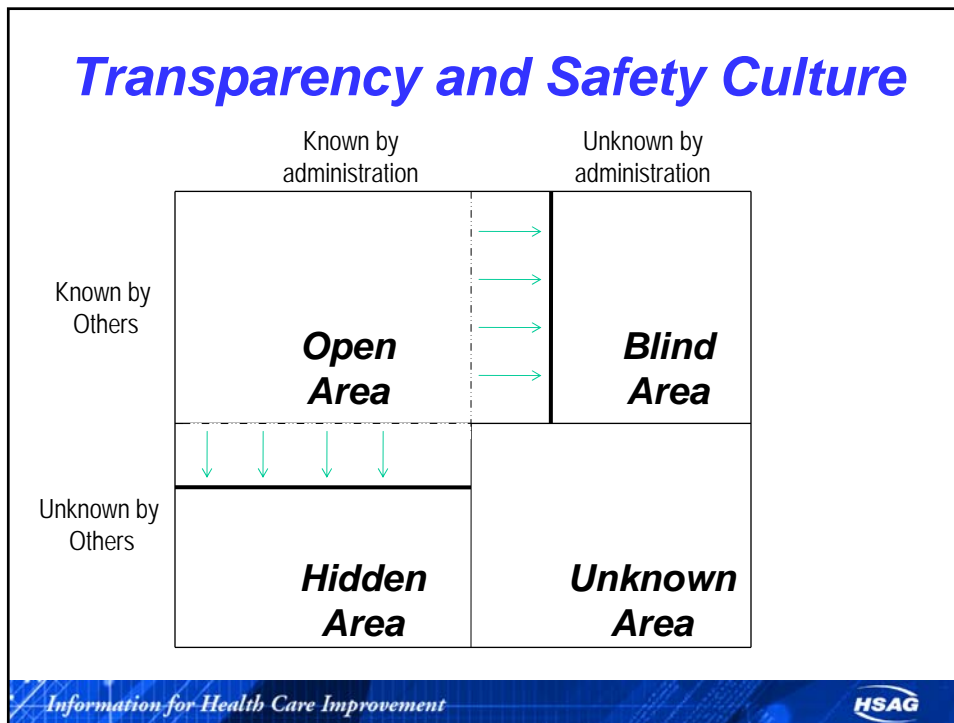 Transparency and Safety Culture
Known by
administration
Unknown by
administration
Known by
Others
Open
Area
Blind
Area
Unknown by
Others
Hidden
Area
Unknown
Area
Information for Health Care Improvement
HSAG